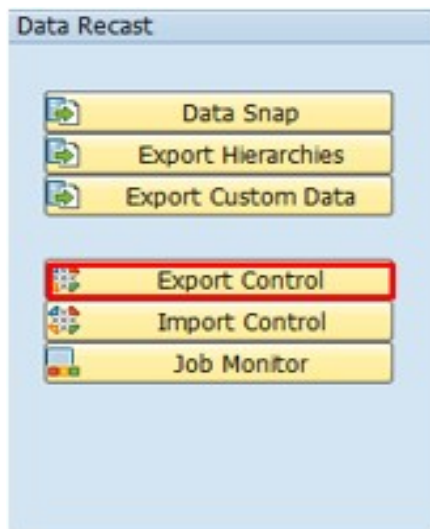 Data Recast
Data Snap
Export Hierarchies
Export Custom Data
Export Control
Import Control
Job Monitor